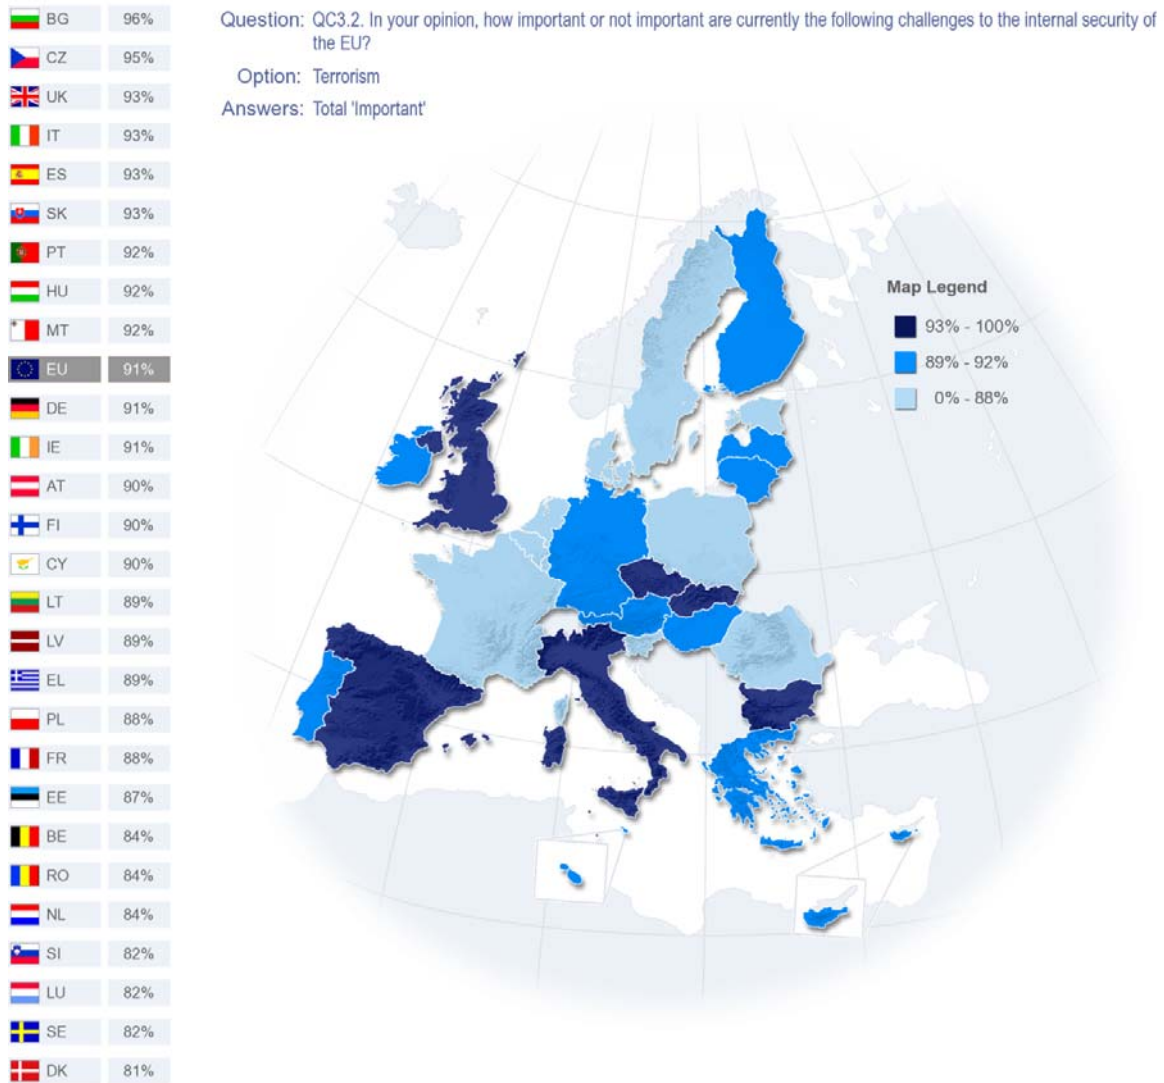 Question: QC3.2. In your opinion, how important or not important are currently the following challenges to the internal security of
the EU?
Option: Terrorism
Answers: Total 'Important'
BG 96%
CZ 95%
UK 93%
IT 93%
ES 93%
SK 93%
PT 92%
HU 92%
MT 92%
EU 91%
DE 91%
IE 91%
AT 90%
FI 90%
CY 90%
LT 89%
LV 89%
EL 89%
PL 88%
FR 88%
EE 87%
BE 84%
RO 84%
NL 84%
SI 82%
LU 82%
SE 82%
DK 81%
Map Legend
93% - 100%
89% - 92%
0% - 88%